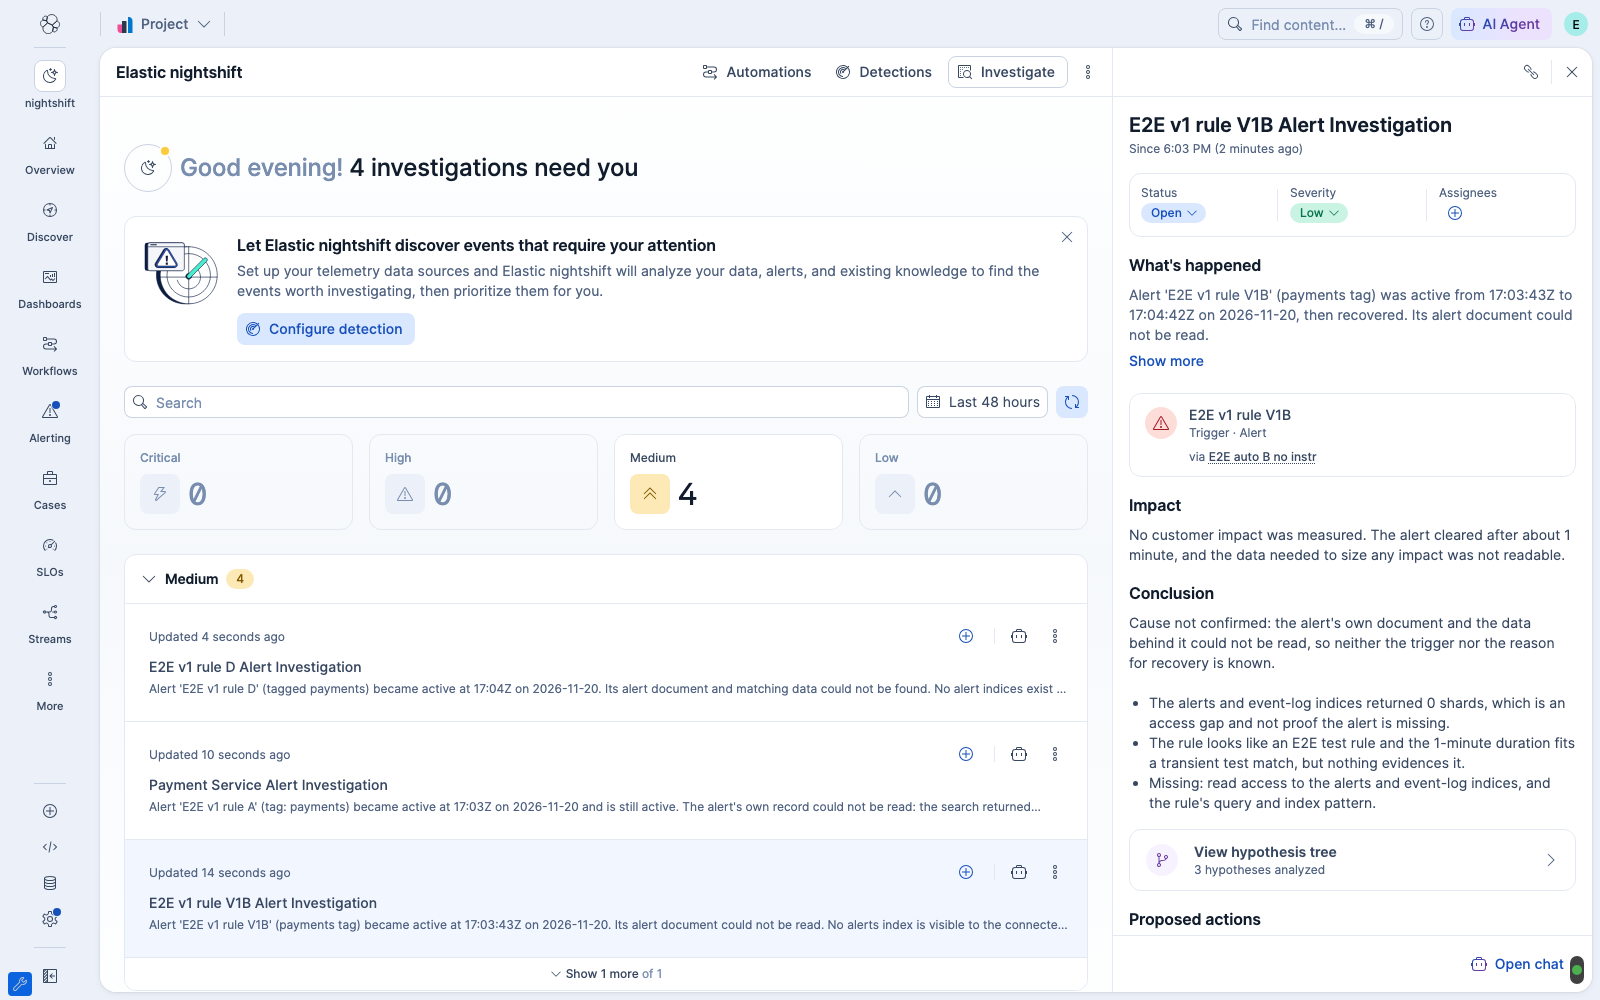 Project
Find content...
⌘ /
AI Agent
E
nightshift
Overview
Discover
Dashboards
Workflows
Alerting
Cases
SLOs
Streams
More
Elastic nightshift
Automations
Detections
Investigate
Good evening! 4 investigations need you
Let Elastic nightshift discover events that require your attention
Set up your telemetry data sources and Elastic nightshift will analyze your data, alerts, and existing knowledge to find the
events worth investigating, then prioritize them for you.
Configure detection
Search
Last 48 hours
Critical
0
High
0
Medium
4
Low
0
Medium 4
Updated 4 seconds ago
E2E v1 rule D Alert Investigation
Alert 'E2E v1 rule D' (tagged payments) became active at 17:04Z on 2026-11-20. Its alert document and matching data could not be found. No alert indices exist ...
Updated 10 seconds ago
Payment Service Alert Investigation
Alert 'E2E v1 rule A' (tag: payments) became active at 17:03Z on 2026-11-20 and is still active. The alert's own record could not be read: the search returned...
Updated 14 seconds ago
E2E v1 rule V1B Alert Investigation
Alert 'E2E v1 rule V1B' (payments tag) became active at 17:03:43Z on 2026-11-20. Its alert document could not be read. No alerts index is visible to the connecte...
Show 1 more of 1
E2E v1 rule V1B Alert Investigation
Since 6:03 PM (2 minutes ago)
Status
Open
Severity
Low
Assignees
What's happened
Alert 'E2E v1 rule V1B' (payments tag) was active from 17:03:43Z to
17:04:42Z on 2026-11-20, then recovered. Its alert document could
not be read.
Show more
E2E v1 rule V1B
Trigger · Alert
via E2E auto B no instr
Impact
No customer impact was measured. The alert cleared after about 1
minute, and the data needed to size any impact was not readable.
Conclusion
Cause not confirmed: the alert's own document and the data
behind it could not be read, so neither the trigger nor the reason
for recovery is known.
• The alerts and event-log indices returned 0 shards, which is an
access gap and not proof the alert is missing.
• The rule looks like an E2E test rule and the 1-minute duration fits
a transient test match, but nothing evidences it.
• Missing: read access to the alerts and event-log indices, and
the rule's query and index pattern.
View hypothesis tree
3 hypotheses analyzed
Proposed actions
Open chat